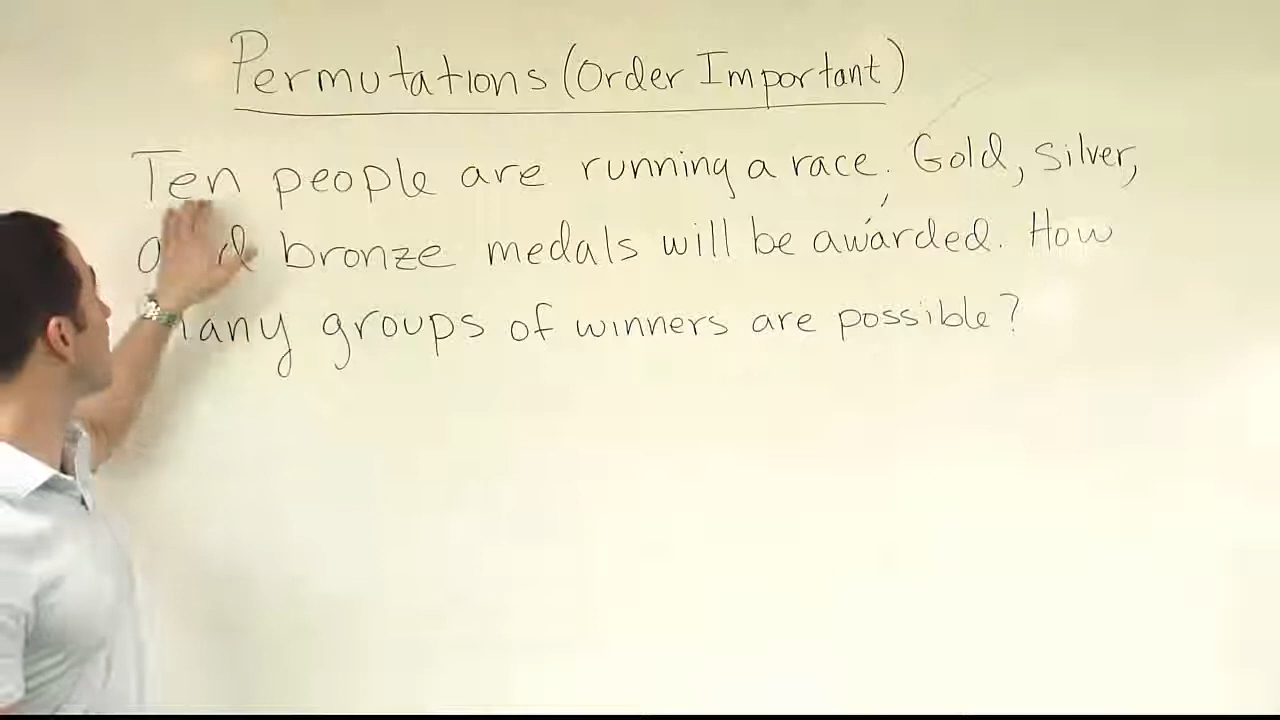 Permutations (Order Important)
Ten people are running a race. Gold, silver,
bronze medals will be awarded. How
many groups of winners are possible?